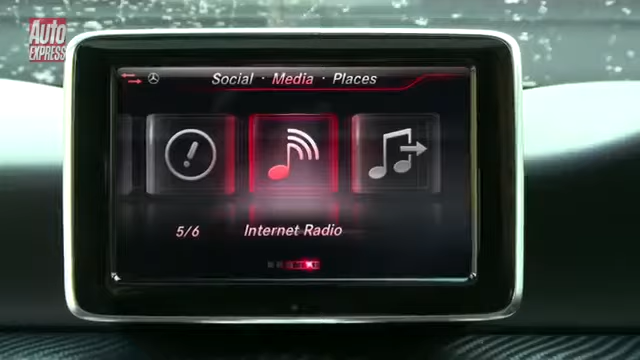 Auto
EXPRESS
Social · Media · Places
5/6
Internet Radio